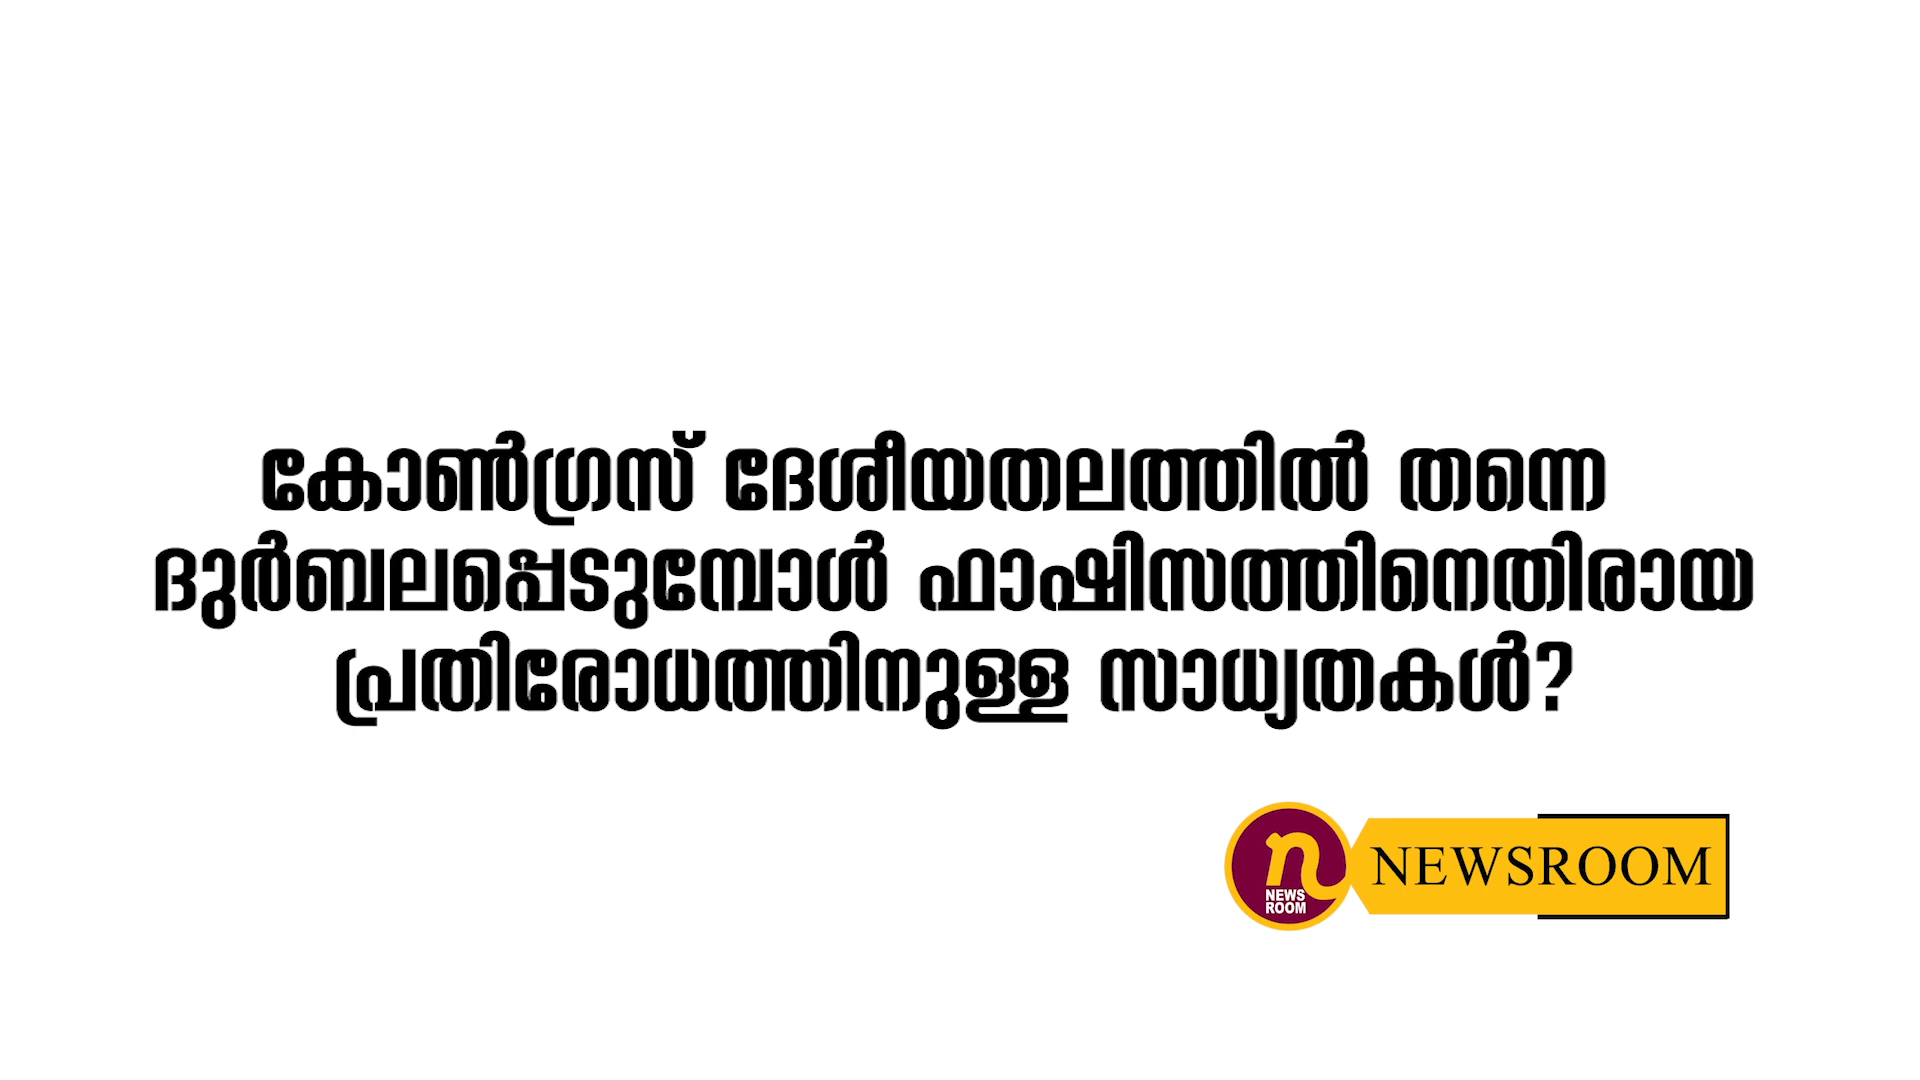 കോൺഗ്രസ് ദേശീയതലത്തിൽ തന്നെ
ദുർബലപ്പെടുമ്പോൾ ഫാഷിസത്തിനെതിരായ
പ്രതിരോധത്തിനുള്ള സാധ്യതകൾ?
n
NEWS
ROOM
NEWSROOM